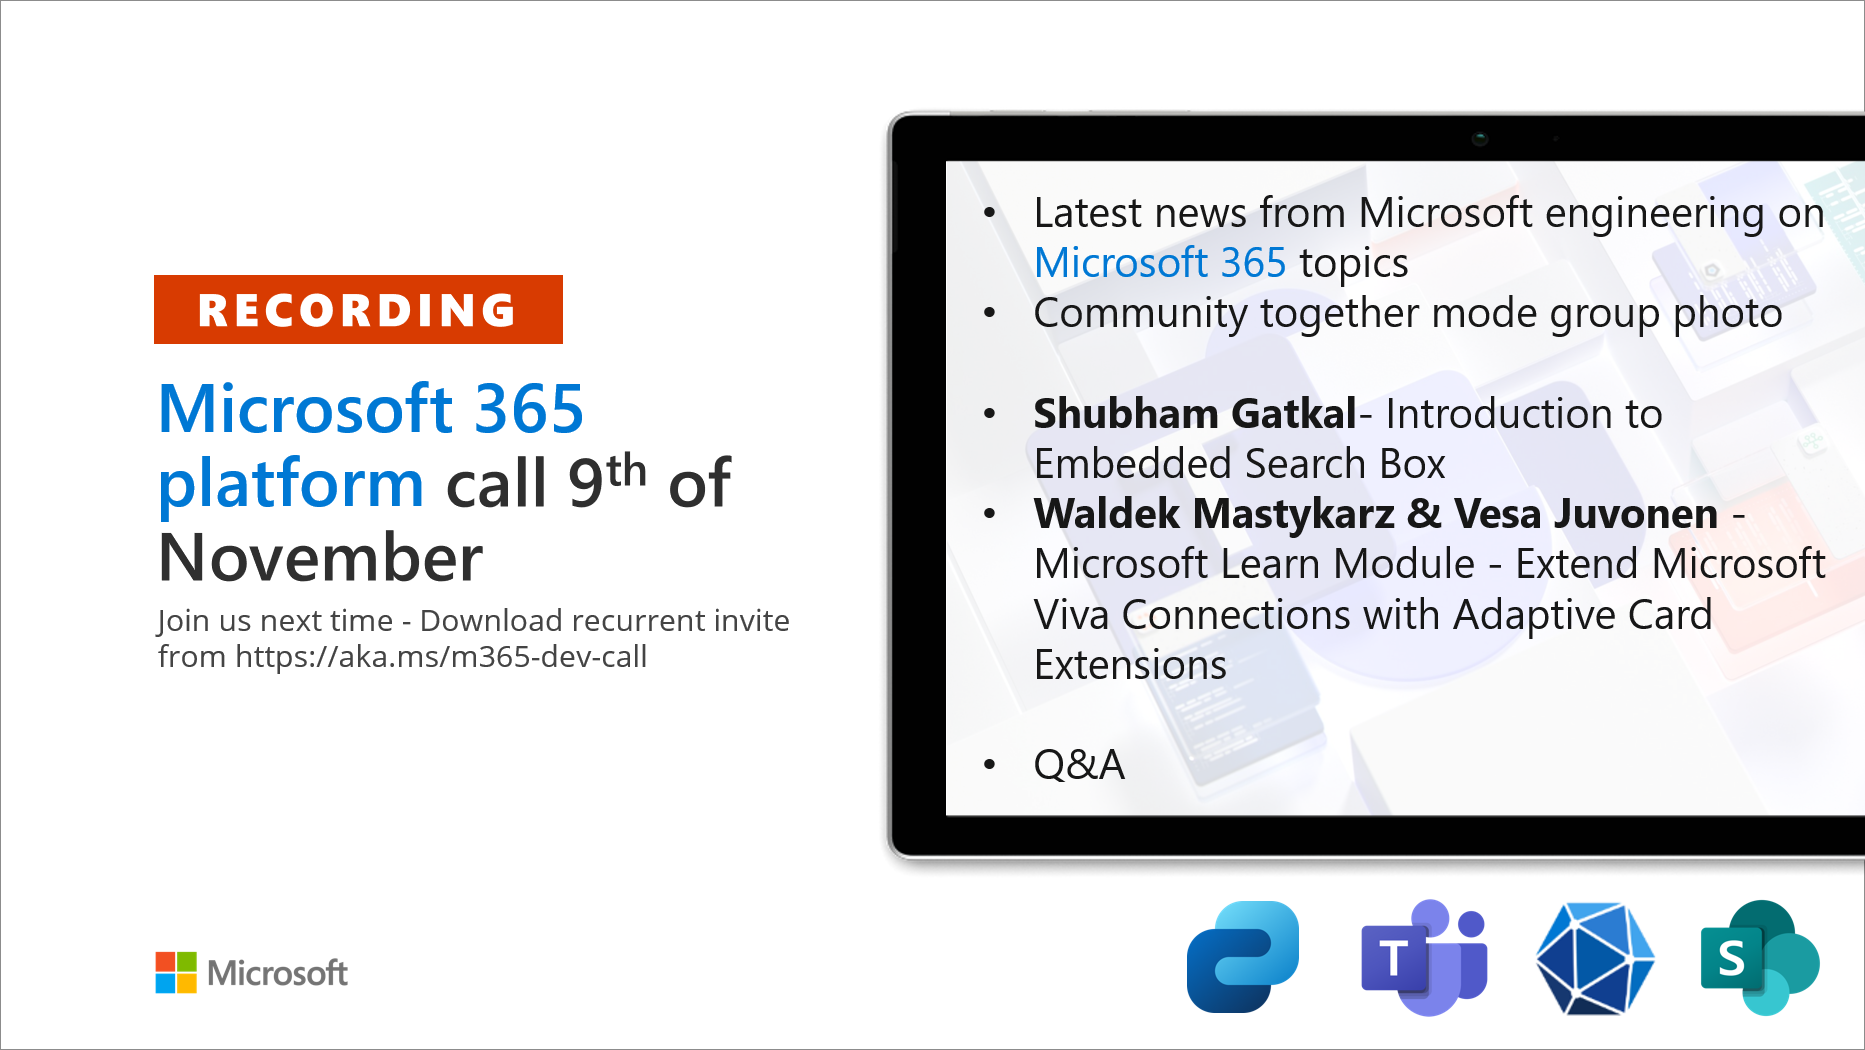 RECORDING
Microsoft 365
platform call 9th of
November
Join us next time - Download recurrent invite
from https://aka.ms/m365-dev-call
• Latest news from Microsoft engineering on
Microsoft 365 topics
• Community together mode group photo
• Shubham Gatkal- Introduction to
Embedded Search Box
• Waldek Mastykarz & Vesa Juvonen -
Microsoft Learn Module - Extend Microsoft
Viva Connections with Adaptive Card
Extensions
• Q&A
Microsoft
T
S